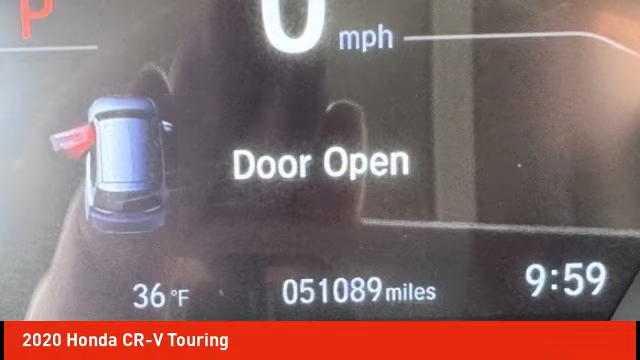 P
0 mph
Door Open
36 °F 051089 miles 9:59
2020 Honda CR-V Touring